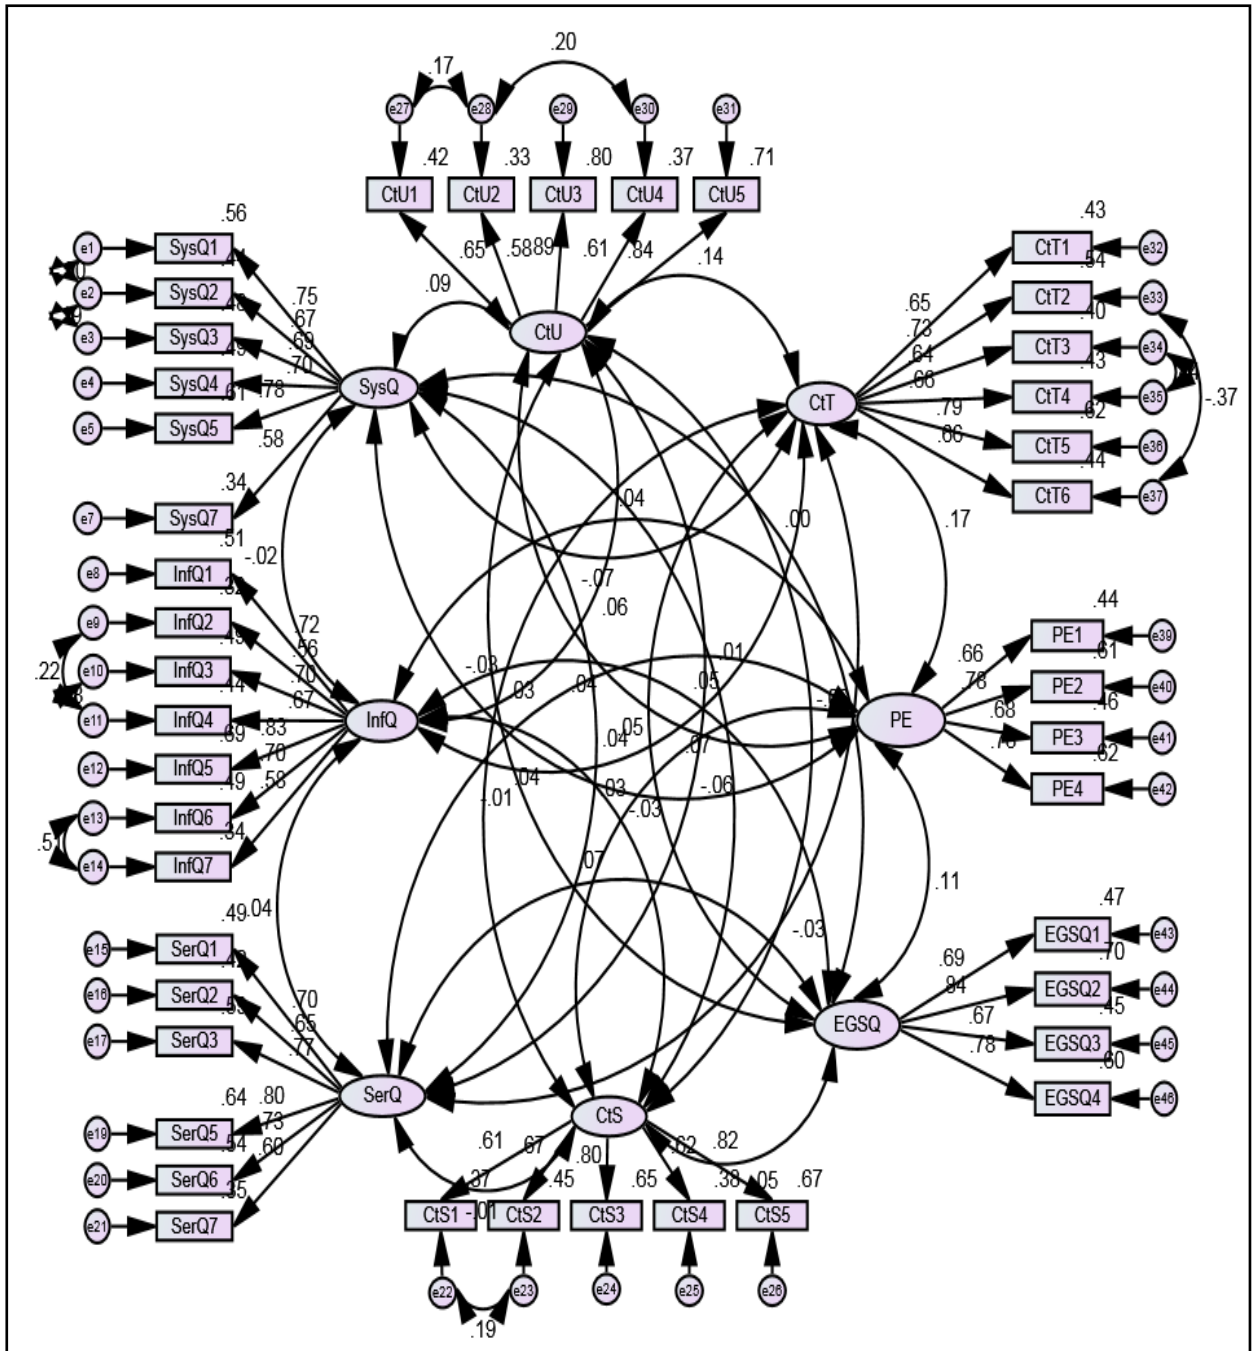 .20
.17
e27 e28 e29 e30 e31
.42 .33 .80 .37 .71
CtU1 CtU2 CtU3 CtU4 CtU5
.65 .58 .89 .61 .84 .14
.09
CtU
.56
e1 SysQ1
e2 SysQ2
e3 SysQ3
.49
e4 SysQ4
.61
e5 SysQ5
.34
e7 SysQ7
.75
.67
.69
.70
.78
.58
SysQ
.43
CtT1 e32
.54
CtT2 e33
.40
CtT3 e34
.43
CtT4 e35
.62
CtT5 e36
.44
CtT6 e37
-.37
.65
.73
.64
.66
.79
.66
CtT
.04
.00
.17
-.02
-.07
.06
.51
e8 InfQ1
e9 InfQ2
.49
e10 InfQ3
.44
e11 InfQ4
.69
e12 InfQ5
.49
e13 InfQ6
.34
e14 InfQ7
.22
.72
.56
.70
.67
.83
.70
.58
InfQ
.44
PE1 e39
.61
PE2 e40
.46
PE3 e41
.62
PE4 e42
.66
.78
.68
PE
-.03
.03
.04
.01
.05
.04
.05
.07
.04
-.01
.03
-.03
-.06
.07
.11
-.03
.04
.49
e15 SerQ1
.42
e16 SerQ2
e17 SerQ3
.64
e19 SerQ5
.54
e20 SerQ6
.35
e21 SerQ7
.70
.65
.77
.80
.73
.60
SerQ
.47
EGSQ1 e43
.70
EGSQ2 e44
.45
EGSQ3 e45
.60
EGSQ4 e46
.69
.67
.78
EGSQ
CtS
.61 .67 .80 .62 .82
.37 .45 .65 .38 .05 .67
CtS1 -.01 CtS2 CtS3 CtS4 CtS5
e22 e23 e24 e25 e26
.19